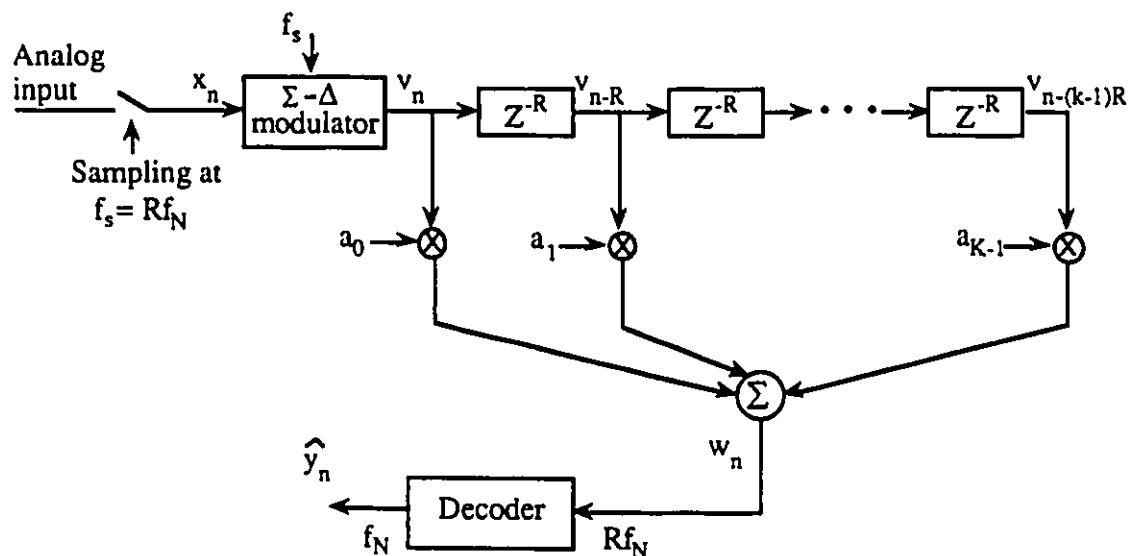 f_s
Analog input
x_n
Σ-Δ modulator
v_n
Z^-R
v_n-R
Z^-R
• • •
Z^-R
v_n-(k-1)R
Sampling at
f_s = Rf_N
a_0
a_1
a_K-1
Σ
w_n
ŷ_n
Decoder
f_N
Rf_N